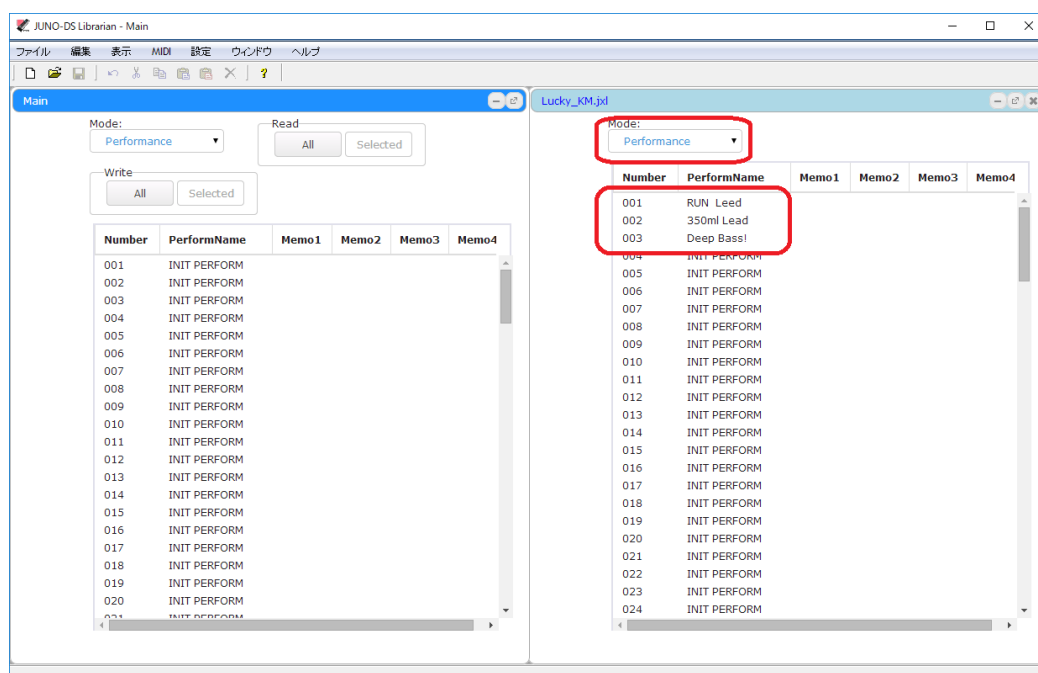 JUNO-DS Librarian - Main
ファイル 編集 表示 MIDI 設定 ウィンドウ ヘルプ
Main
Mode:
Performance
Read
All Selected
Write
All Selected
Number PerformName Memo1 Memo2 Memo3 Memo4
001 INIT PERFORM
002 INIT PERFORM
003 INIT PERFORM
004 INIT PERFORM
005 INIT PERFORM
006 INIT PERFORM
007 INIT PERFORM
008 INIT PERFORM
009 INIT PERFORM
010 INIT PERFORM
011 INIT PERFORM
012 INIT PERFORM
013 INIT PERFORM
014 INIT PERFORM
015 INIT PERFORM
016 INIT PERFORM
017 INIT PERFORM
018 INIT PERFORM
019 INIT PERFORM
020 INIT PERFORM
021 INIT PERFORM
Lucky_KM.jxl
Mode:
Performance
Number PerformName Memo1 Memo2 Memo3 Memo4
001 RUN Leed
002 350ml Lead
003 Deep Bass!
004 INIT PERFORM
005 INIT PERFORM
006 INIT PERFORM
007 INIT PERFORM
008 INIT PERFORM
009 INIT PERFORM
010 INIT PERFORM
011 INIT PERFORM
012 INIT PERFORM
013 INIT PERFORM
014 INIT PERFORM
015 INIT PERFORM
016 INIT PERFORM
017 INIT PERFORM
018 INIT PERFORM
019 INIT PERFORM
020 INIT PERFORM
021 INIT PERFORM
022 INIT PERFORM
023 INIT PERFORM
024 INIT PERFORM